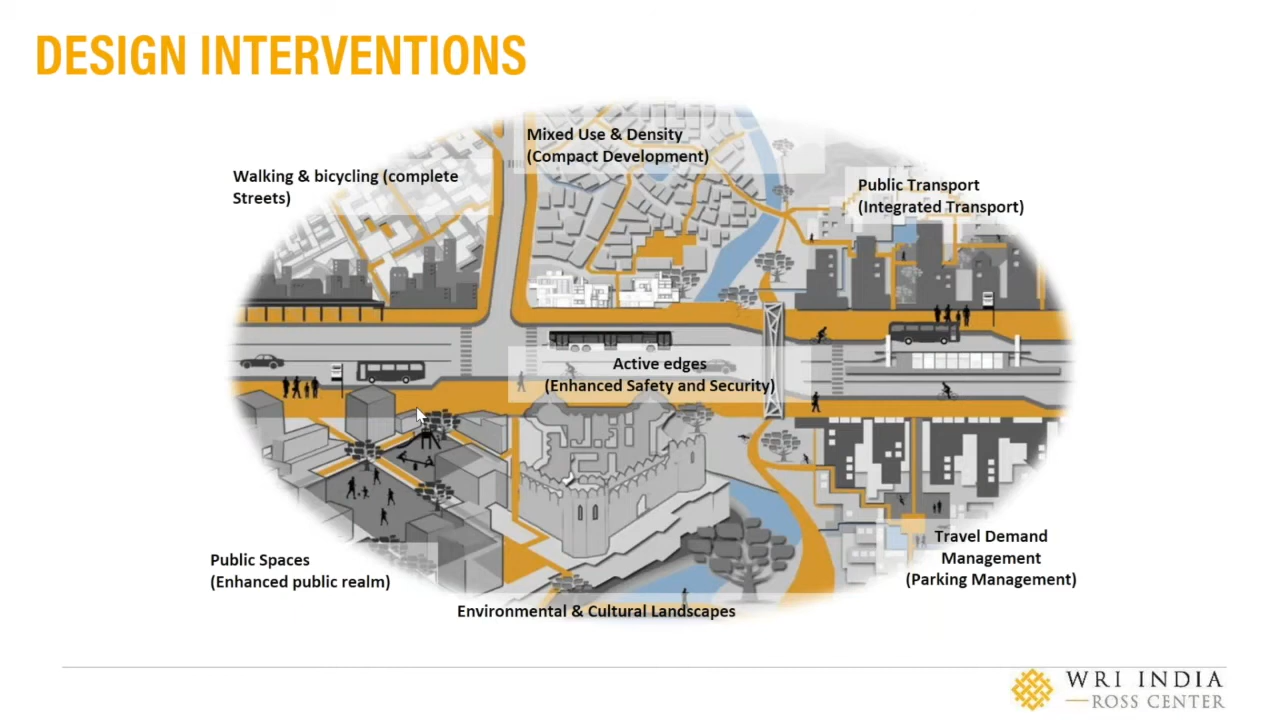 DESIGN INTERVENTIONS
Mixed Use & Density
(Compact Development)
Walking & bicycling (complete
Streets)
Public Transport
(Integrated Transport)
Active edges
(Enhanced Safety and Security)
Public Spaces
(Enhanced public realm)
Travel Demand
Management
(Parking Management)
Environmental & Cultural Landscapes
WRI INDIA
ROSS CENTER